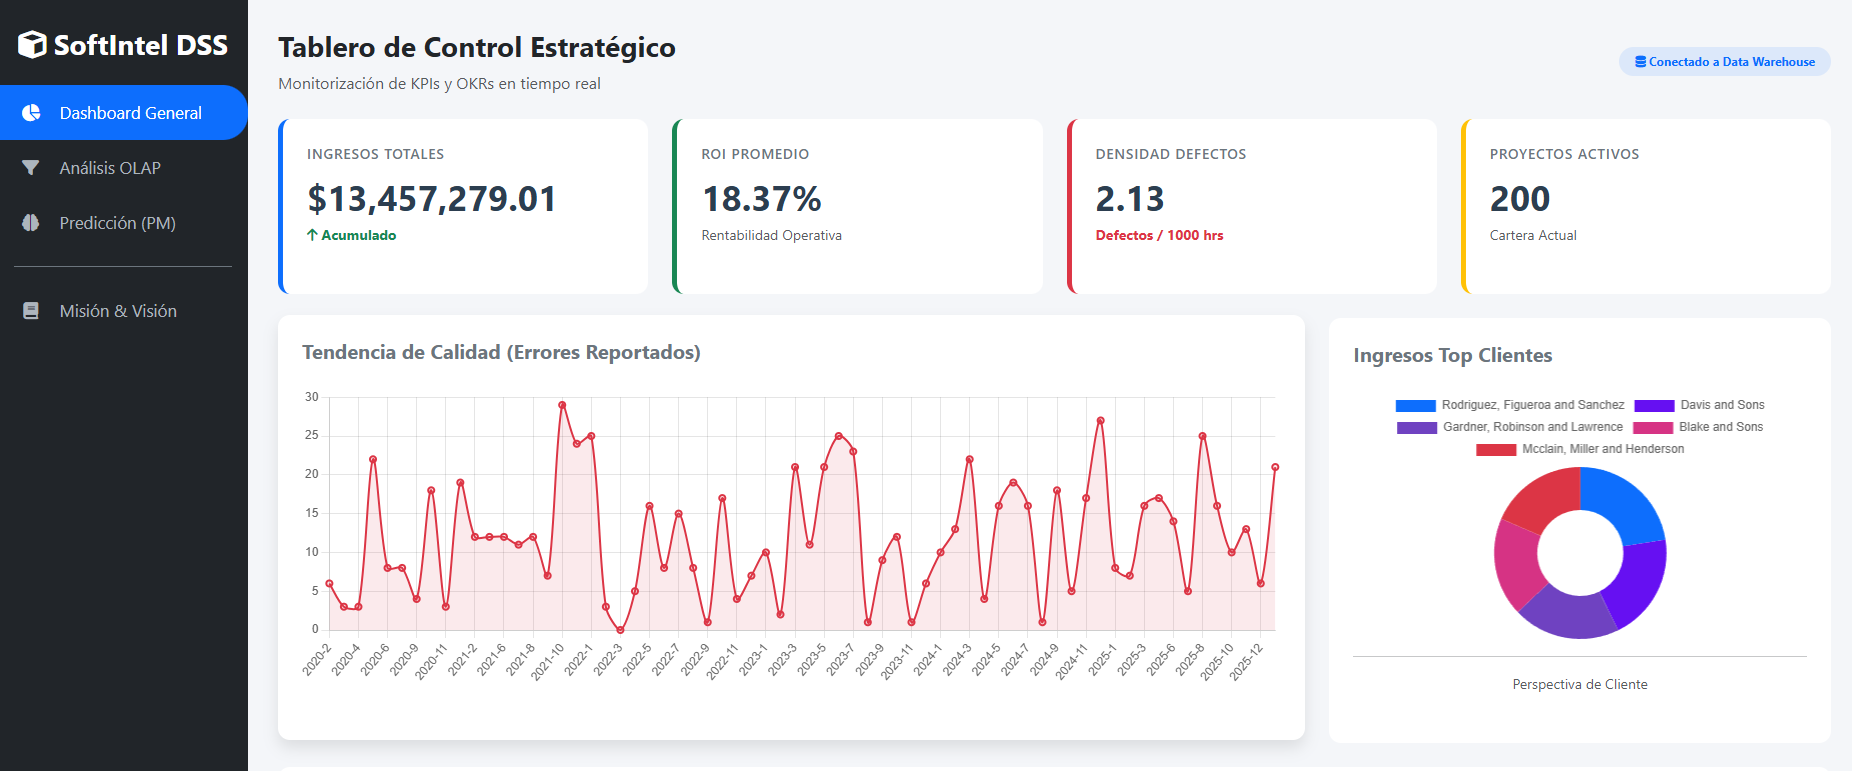 SoftIntel DSS
Dashboard General
Análisis OLAP
Predicción (PM)
Misión & Visión
Tablero de Control Estratégico
Monitorización de KPIs y OKRs en tiempo real
Conectado a Data Warehouse
INGRESOS TOTALES
$13,457,279.01
Acumulado
ROI PROMEDIO
18.37%
Rentabilidad Operativa
DENSIDAD DEFECTOS
2.13
Defectos / 1000 hrs
PROYECTOS ACTIVOS
200
Cartera Actual
Tendencia de Calidad (Errores Reportados)
30
25
20
15
10
5
0
2020-2
2020-4
2020-6
2020-9
2020-11
2021-2
2021-6
2021-8
2021-10
2022-1
2022-3
2022-5
2022-7
2022-9
2022-11
2023-1
2023-3
2023-5
2023-7
2023-9
2023-11
2024-1
2024-3
2024-5
2024-7
2024-9
2024-11
2025-1
2025-3
2025-6
2025-8
2025-10
2025-12
Ingresos Top Clientes
Rodriguez, Figueroa and Sanchez
Davis and Sons
Gardner, Robinson and Lawrence
Blake and Sons
Mcclain, Miller and Henderson
Perspectiva de Cliente